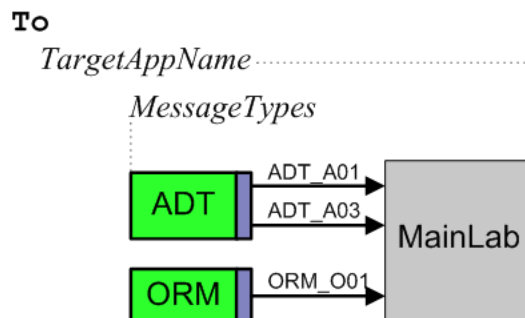 To
TargetAppName
MessageTypes
ADT_A01
ADT
ADT_A03
MainLab
ORM
ORM_O01